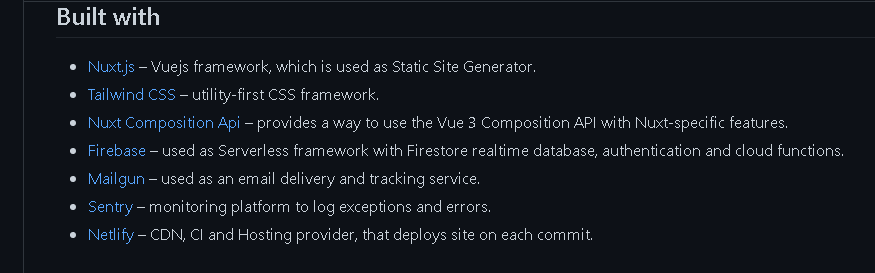 Built with
Nuxt.js – Vuejs framework, which is used as Static Site Generator.
Tailwind CSS – utility-first CSS framework.
Nuxt Composition Api – provides a way to use the Vue 3 Composition API with Nuxt-specific features.
Firebase – used as Serverless framework with Firestore realtime database, authentication and cloud functions.
Mailgun – used as an email delivery and tracking service.
Sentry – monitoring platform to log exceptions and errors.
Netlify – CDN, CI and Hosting provider, that deploys site on each commit.